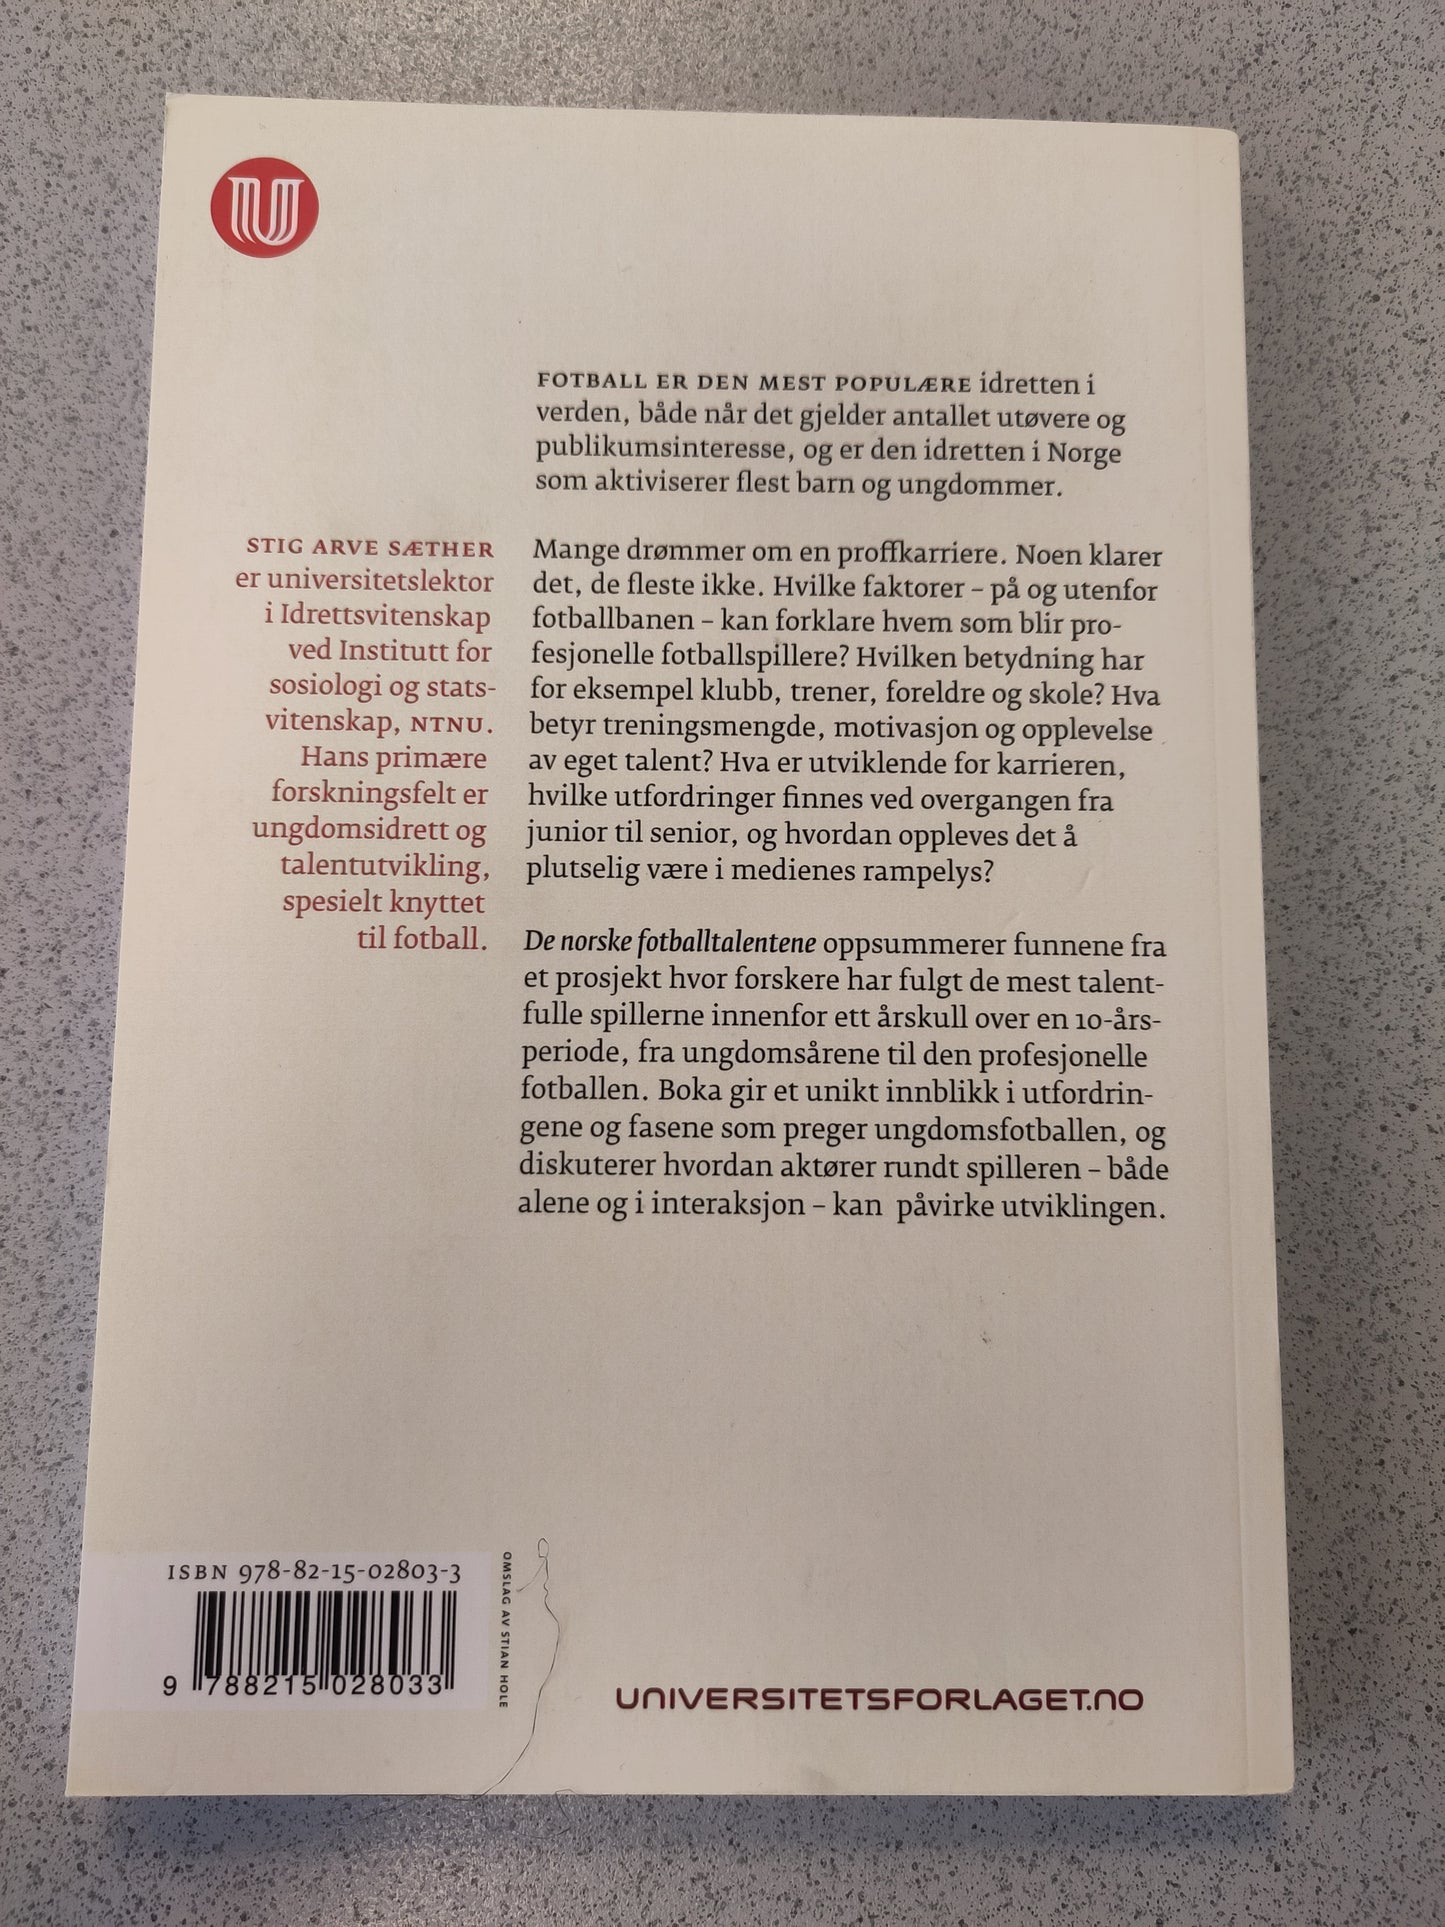 U
FOTBALL ER DEN MEST POPULÆRE idretten i
verden, både når det gjelder antallet utøvere og
publikumsinteresse, og er den idretten i Norge
som aktiviserer flest barn og ungdommer.
STIG ARVE SÆTHER
er universitetslektor
i Idrettsvitenskap
ved Institutt for
sosiologi og stats-
vitenskap, NTNU.
Hans primære
forskningsfelt er
ungdomsidrett og
talentutvikling,
spesielt knyttet
til fotball.
Mange drømmer om en proffkarriere. Noen klarer
det, de fleste ikke. Hvilke faktorer – på og utenfor
fotballbanen – kan forklare hvem som blir pro-
fesjonelle fotballspillere? Hvilken betydning har
for eksempel klubb, trener, foreldre og skole? Hva
betyr treningsmengde, motivasjon og opplevelse
av eget talent? Hva er utviklende for karrieren,
hvilke utfordringer finnes ved overgangen fra
junior til senior, og hvordan oppleves det å
plutselig være i medienes rampelys?
De norske fotballtalentene oppsummerer funnene fra
et prosjekt hvor forskere har fulgt de mest talent-
fulle spillerne innenfor ett årskull over en 10-års-
periode, fra ungdomsårene til den profesjonelle
fotballen. Boka gir et unikt innblikk i utfordrin-
gene og fasene som preger ungdomsfotballen, og
diskuterer hvordan aktører rundt spilleren – både
alene og i interaksjon – kan påvirke utviklingen.
ISBN 978-82-15-02803-3
9 788215 028033
OMSLAG AV STIAN HOLE
UNIVERSITETSFORLAGET.NO